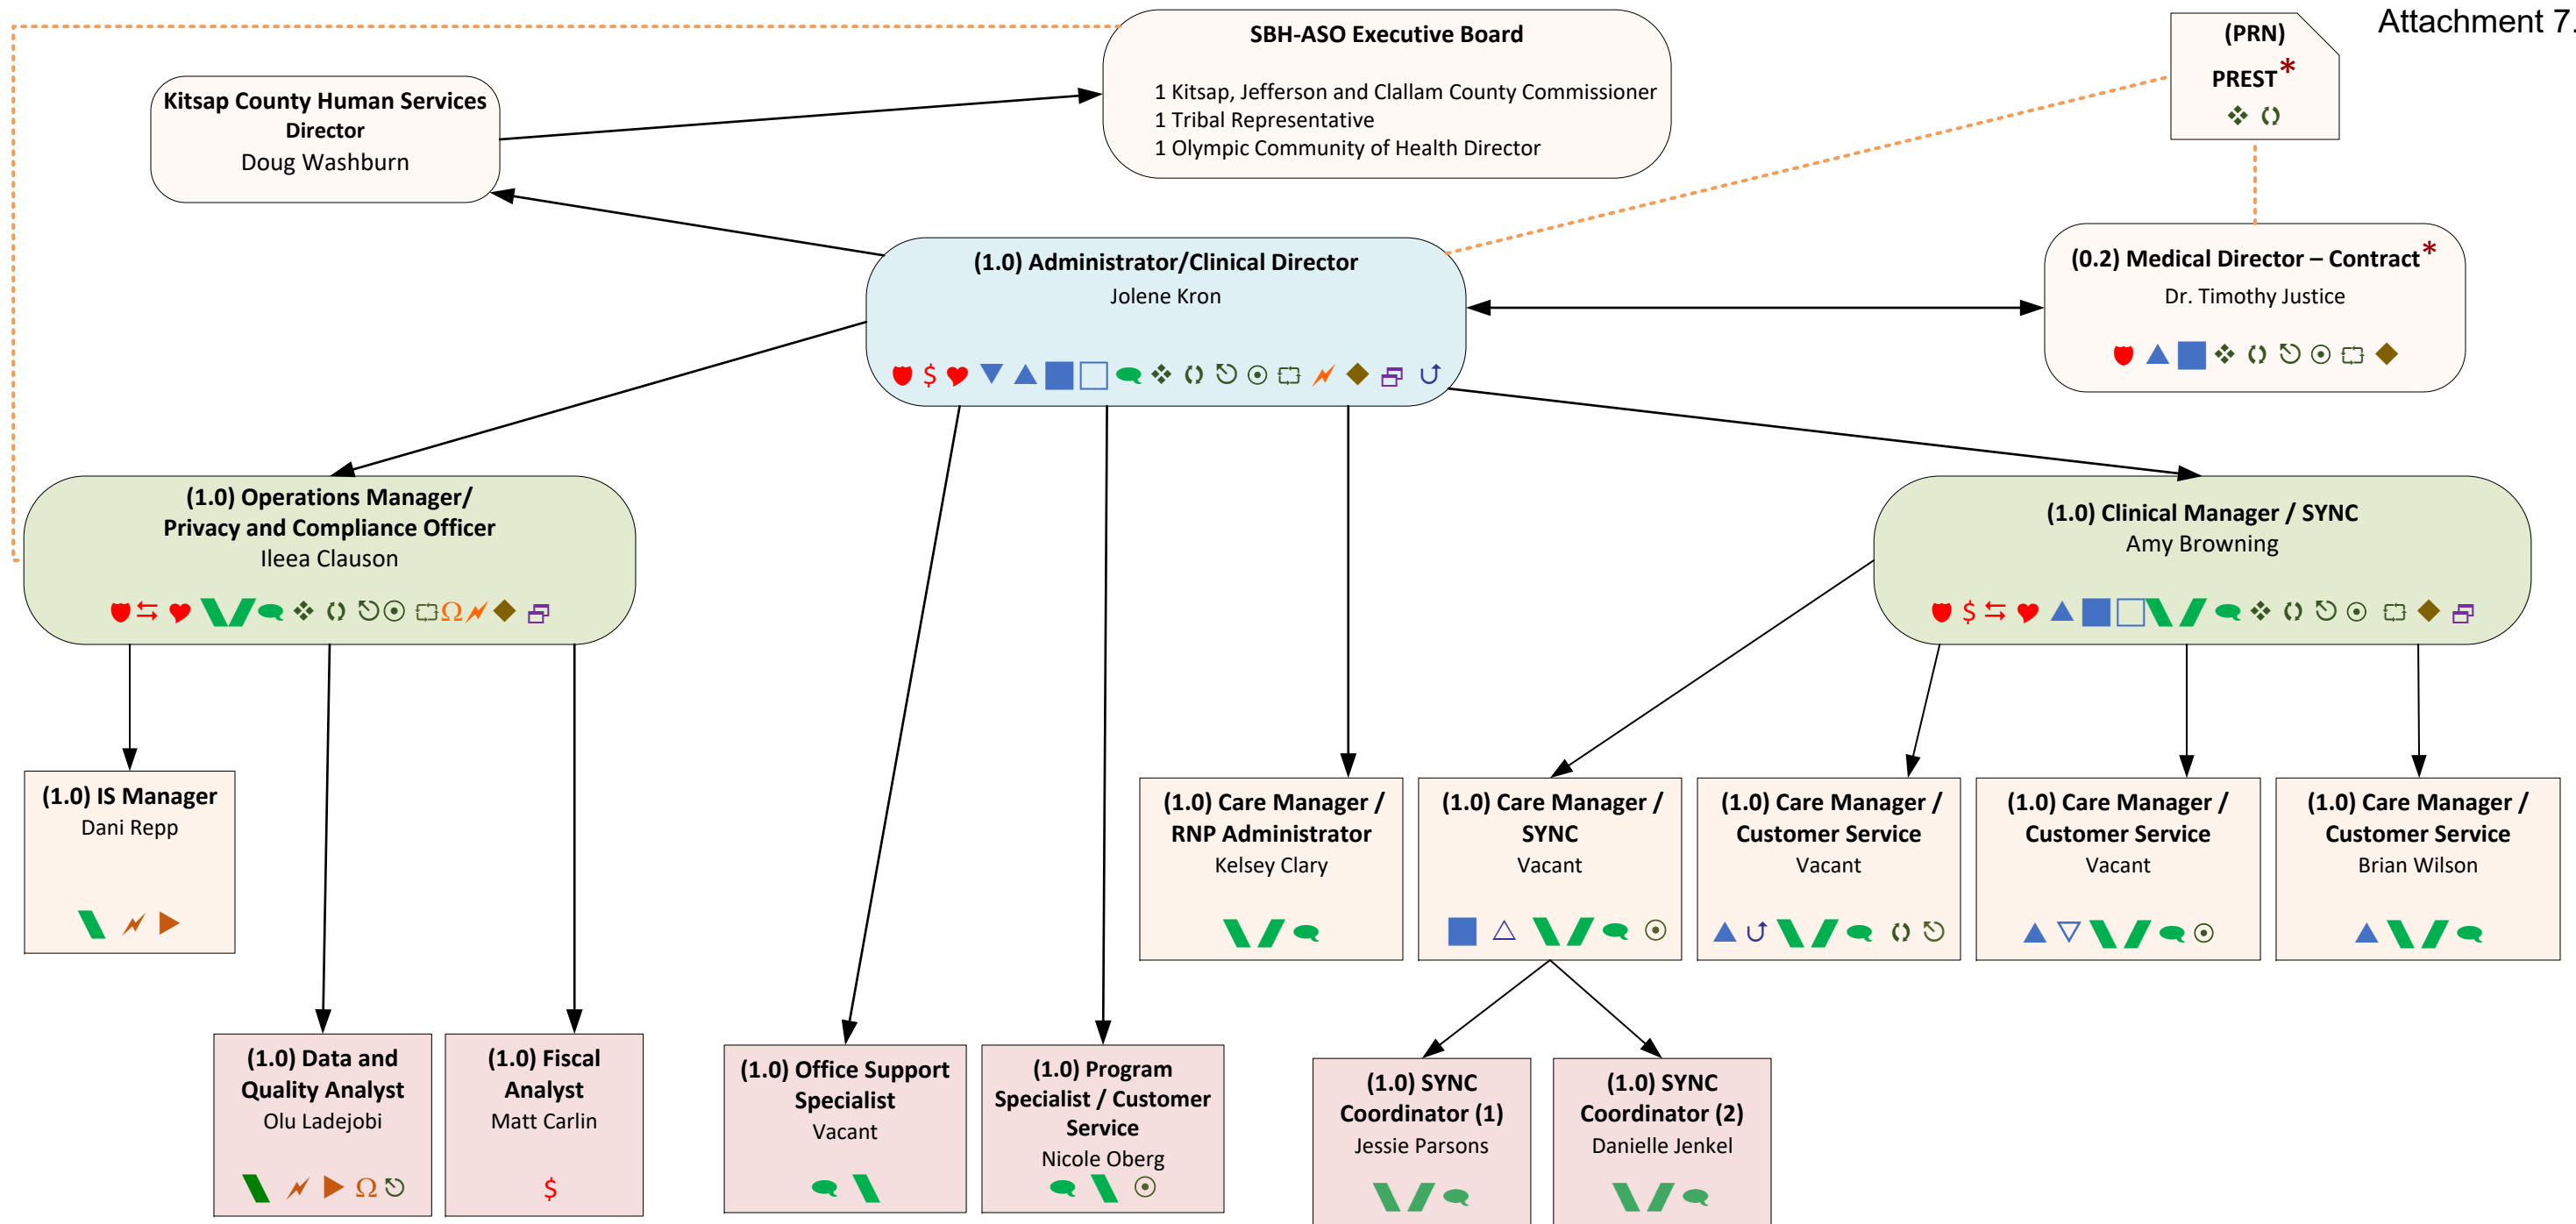 Attachment 7.
SBH-ASO Executive Board
1 Kitsap, Jefferson and Clallam County Commissioner
1 Tribal Representative
1 Olympic Community of Health Director
(PRN)
PREST*
Kitsap County Human Services
Director
Doug Washburn
(1.0) Administrator/Clinical Director
Jolene Kron
$
(0.2) Medical Director – Contract*
Dr. Timothy Justice
(1.0) Operations Manager/
Privacy and Compliance Officer
Ileea Clauson
Ω
(1.0) Clinical Manager / SYNC
Amy Browning
$
(1.0) IS Manager
Dani Repp
(1.0) Care Manager /
RNP Administrator
Kelsey Clary
(1.0) Care Manager /
SYNC
Vacant
(1.0) Care Manager /
Customer Service
Vacant
(1.0) Care Manager /
Customer Service
Vacant
(1.0) Care Manager /
Customer Service
Brian Wilson
(1.0) Data and
Quality Analyst
Olu Ladejobi
Ω
(1.0) Fiscal
Analyst
Matt Carlin
$
(1.0) Office Support
Specialist
Vacant
(1.0) Program
Specialist / Customer
Service
Nicole Oberg
(1.0) SYNC
Coordinator (1)
Jessie Parsons
(1.0) SYNC
Coordinator (2)
Danielle Jenkel